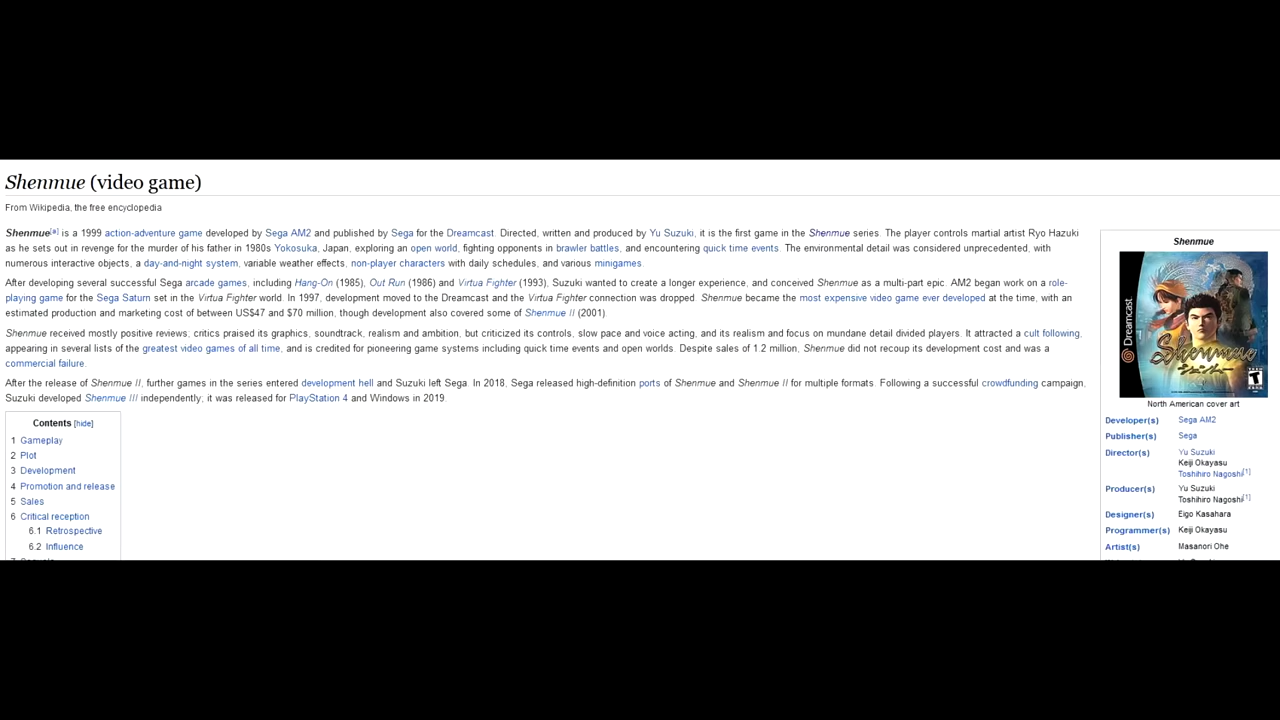 Shenmue (video game)
From Wikipedia, the free encyclopedia
Shenmue[a] is a 1999 action-adventure game developed by Sega AM2 and published by Sega for the Dreamcast. Directed, written and produced by Yu Suzuki, it is the first game in the Shenmue series. The player controls martial artist Ryo Hazuki
as he sets out in revenge for the murder of his father in 1980s Yokosuka, Japan, exploring an open world, fighting opponents in brawler battles, and encountering quick time events. The environmental detail was considered unprecedented, with
numerous interactive objects, a day-and-night system, variable weather effects, non-player characters with daily schedules, and various minigames.
After developing several successful Sega arcade games, including Hang-On (1985), Out Run (1986) and Virtua Fighter (1993), Suzuki wanted to create a longer experience, and conceived Shenmue as a multi-part epic. AM2 began work on a role-
playing game for the Sega Saturn set in the Virtua Fighter world. In 1997, development moved to the Dreamcast and the Virtua Fighter connection was dropped. Shenmue became the most expensive video game ever developed at the time, with an
estimated production and marketing cost of between US$47 and $70 million, though development also covered some of Shenmue II (2001).
Shenmue received mostly positive reviews; critics praised its graphics, soundtrack, realism and ambition, but criticized its controls, slow pace and voice acting, and its realism and focus on mundane detail divided players. It attracted a cult following,
appearing in several lists of the greatest video games of all time, and is credited for pioneering game systems including quick time events and open worlds. Despite sales of 1.2 million, Shenmue did not recoup its development cost and was a
commercial failure.
After the release of Shenmue II, further games in the series entered development hell and Suzuki left Sega. In 2018, Sega released high-definition ports of Shenmue and Shenmue II for multiple formats. Following a successful crowdfunding campaign,
Suzuki developed Shenmue III independently; it was released for PlayStation 4 and Windows in 2019.
Contents [hide]
1 Gameplay
2 Plot
3 Development
4 Promotion and release
5 Sales
6 Critical reception
6.1 Retrospective
6.2 Influence
Shenmue
Dreamcast
Shenmue
North American cover art
Developer(s) Sega AM2
Publisher(s) Sega
Director(s) Yu Suzuki
Keiji Okayasu
Toshihiro Nagoshi[1]
Producer(s) Yu Suzuki
Toshihiro Nagoshi[1]
Designer(s) Eigo Kasahara
Programmer(s) Keiji Okayasu
Artist(s) Masanori Ohe